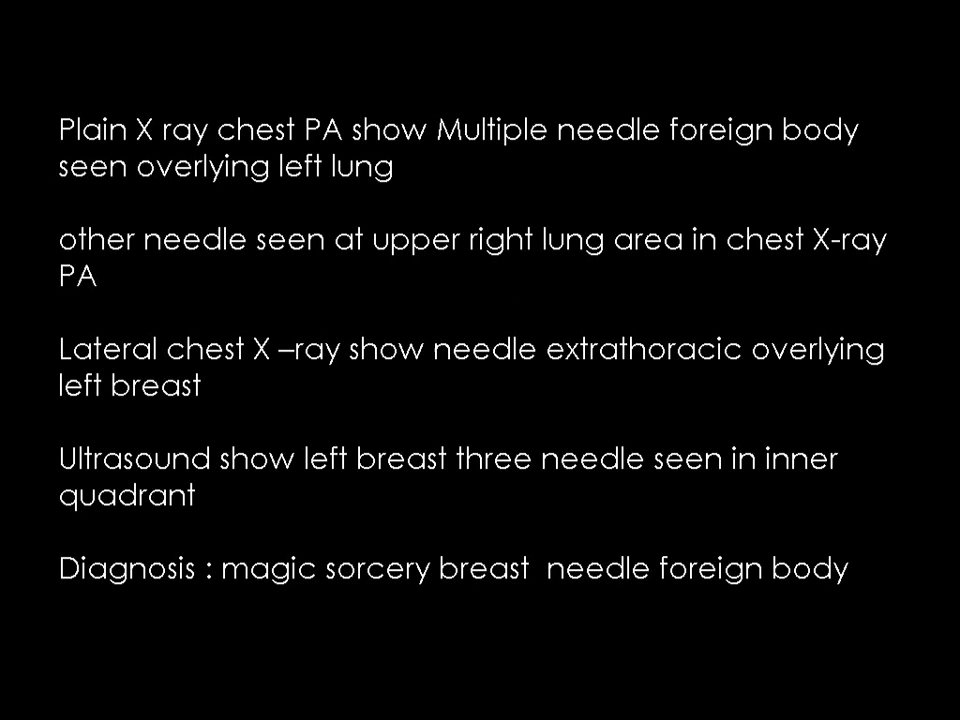 Plain X ray chest PA show Multiple needle foreign body
seen overlying left lung
other needle seen at upper right lung area in chest X-ray
PA
Lateral chest X –ray show needle extrathoracic overlying
left breast
Ultrasound show left breast three needle seen in inner
quadrant
Diagnosis : magic sorcery breast  needle foreign body